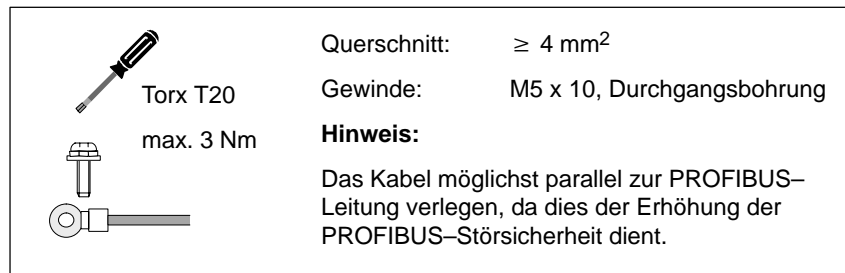 Torx T20
max. 3 Nm
Querschnitt: ≥ 4 mm2
Gewinde: M5 x 10, Durchgangsbohrung
Hinweis:
Das Kabel möglichst parallel zur PROFIBUS–
Leitung verlegen, da dies der Erhöhung der
PROFIBUS–Störsicherheit dient.